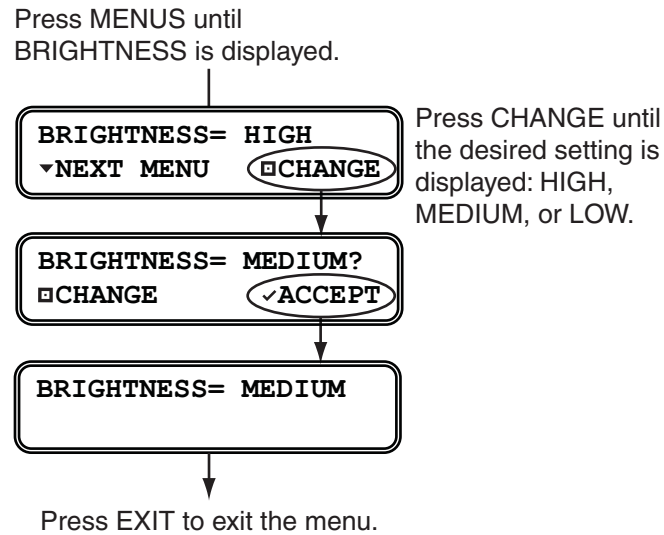 Press MENUS until
BRIGHTNESS is displayed.
BRIGHTNESS= HIGH
▾NEXT MENU ⊡CHANGE
Press CHANGE until
the desired setting is
displayed: HIGH,
MEDIUM, or LOW.
BRIGHTNESS= MEDIUM?
⊡CHANGE ✓ACCEPT
BRIGHTNESS= MEDIUM
Press EXIT to exit the menu.